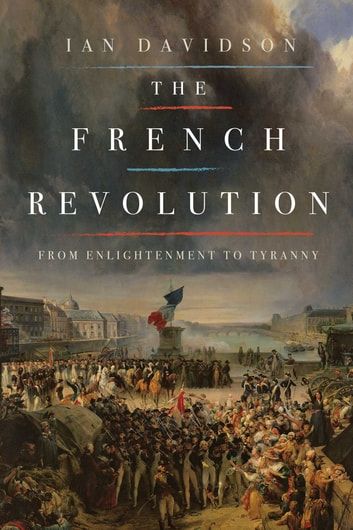 IAN DAVIDSON
THE
FRENCH
REVOLUTION
FROM ENLIGHTENMENT TO TYRANNY